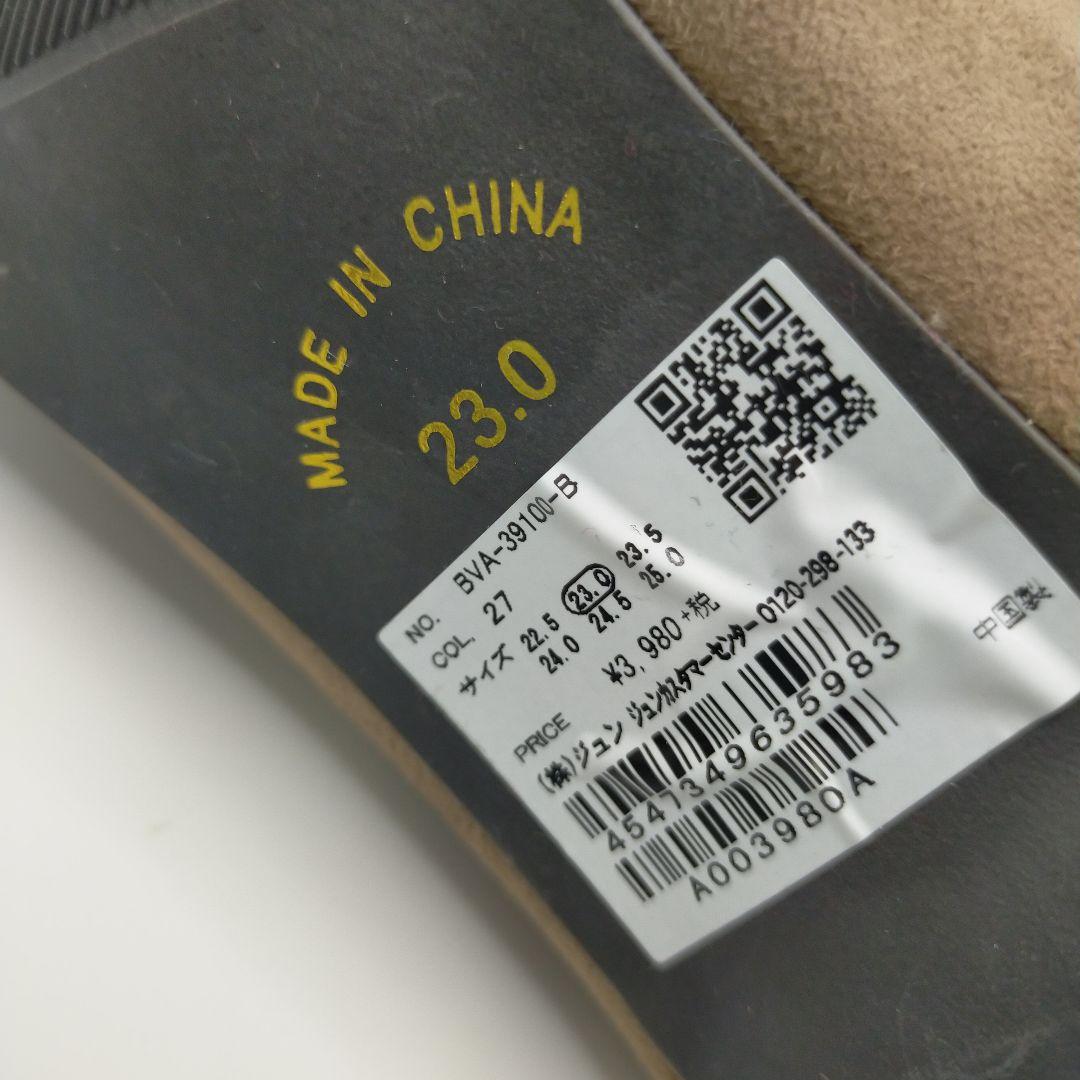 MADE IN CHINA
23.0
NO. BVA-39100-B
COL. 27
サイズ 22.5 23.0 23.5
24.0 24.5 25.0
PRICE ¥3,980+税
(株)ジュン ジュンカスタマーセンター 0120-298-133
4547349635983
A003980A
中国製